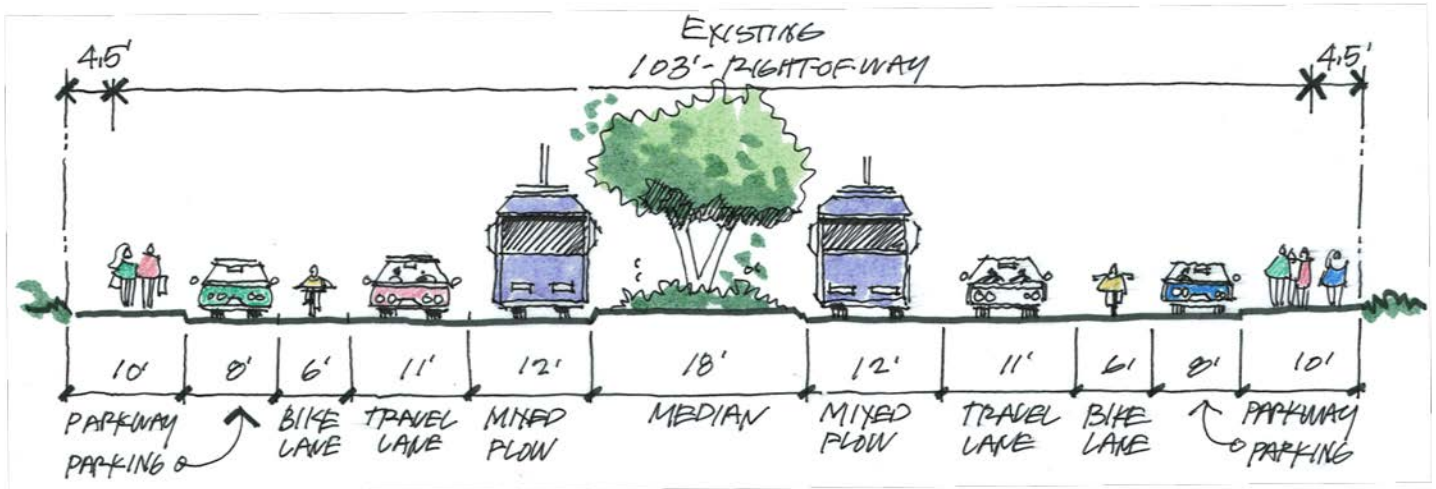 EXISTING
4.5'
103'-RIGHT-OF-WAY
4.5'
10'
8'
6'
11'
12'
18'
12'
11'
6'
8'
10'
PARKWAY
PARKING
BIKE
LANE
TRAVEL
LANE
MIXED
FLOW
MEDIAN
MIXED
FLOW
TRAVEL
LANE
BIKE
LANE
PARKWAY
PARKING